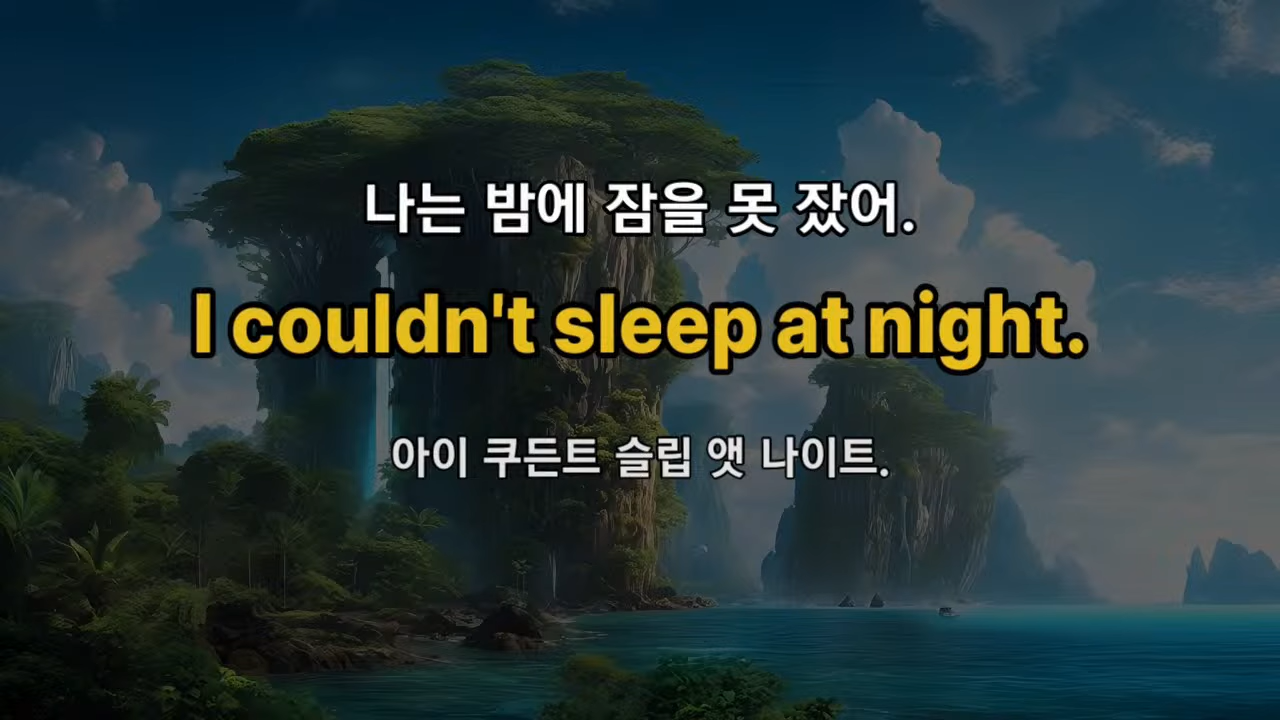 나는 밤에 잠을 못 잤어.
I couldn't sleep at night.
아이 쿠든트 슬립 앳 나이트.